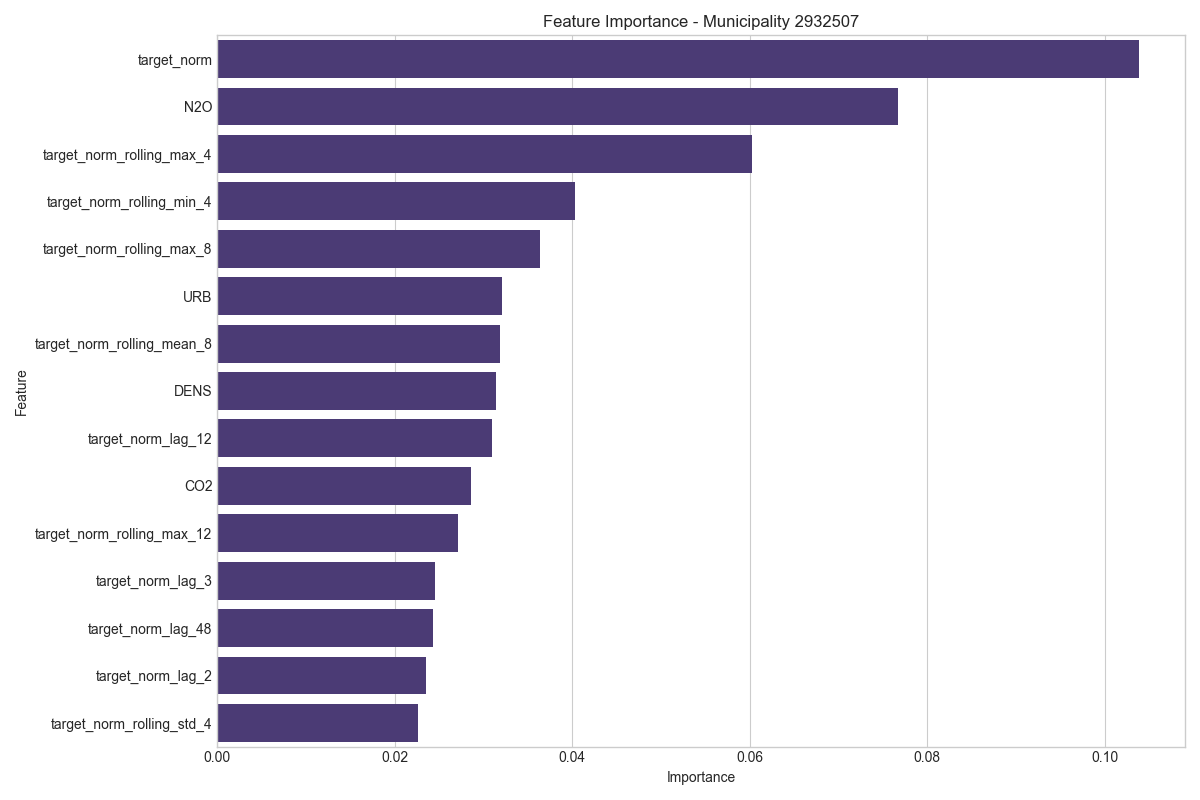 Feature Importance - Municipality 2932507
target_norm
N2O
target_norm_rolling_max_4
target_norm_rolling_min_4
target_norm_rolling_max_8
URB
target_norm_rolling_mean_8
DENS
target_norm_lag_12
CO2
target_norm_rolling_max_12
target_norm_lag_3
target_norm_lag_48
target_norm_lag_2
target_norm_rolling_std_4
Feature
0.00 0.02 0.04 0.06 0.08 0.10
Importance